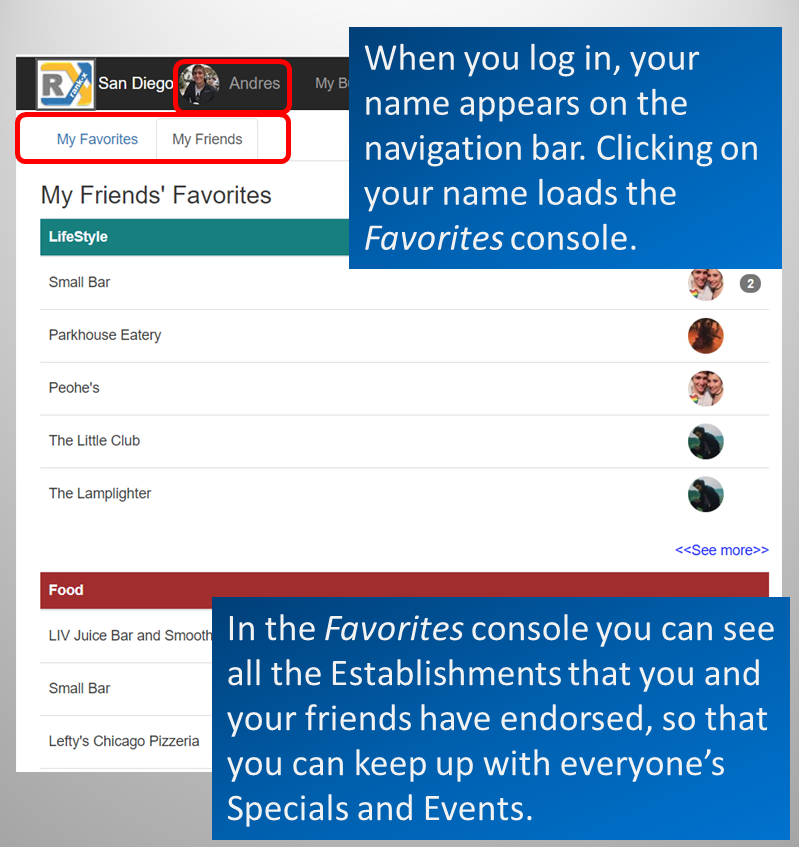 When you log in, your
name appears on the
navigation bar. Clicking on
your name loads the
Favorites console.
R
rankx
San Diego
Andres
My
My Favorites
My Friends
My Friends' Favorites
LifeStyle
Small Bar
2
Parkhouse Eatery
Peohe's
The Little Club
The Lamplighter
<<See more>>
Food
LIV Juice Bar and Smooth
Small Bar
Lefty's Chicago Pizzeria
In the Favorites console you can see
all the Establishments that you and
your friends have endorsed, so that
you can keep up with everyone’s
Specials and Events.